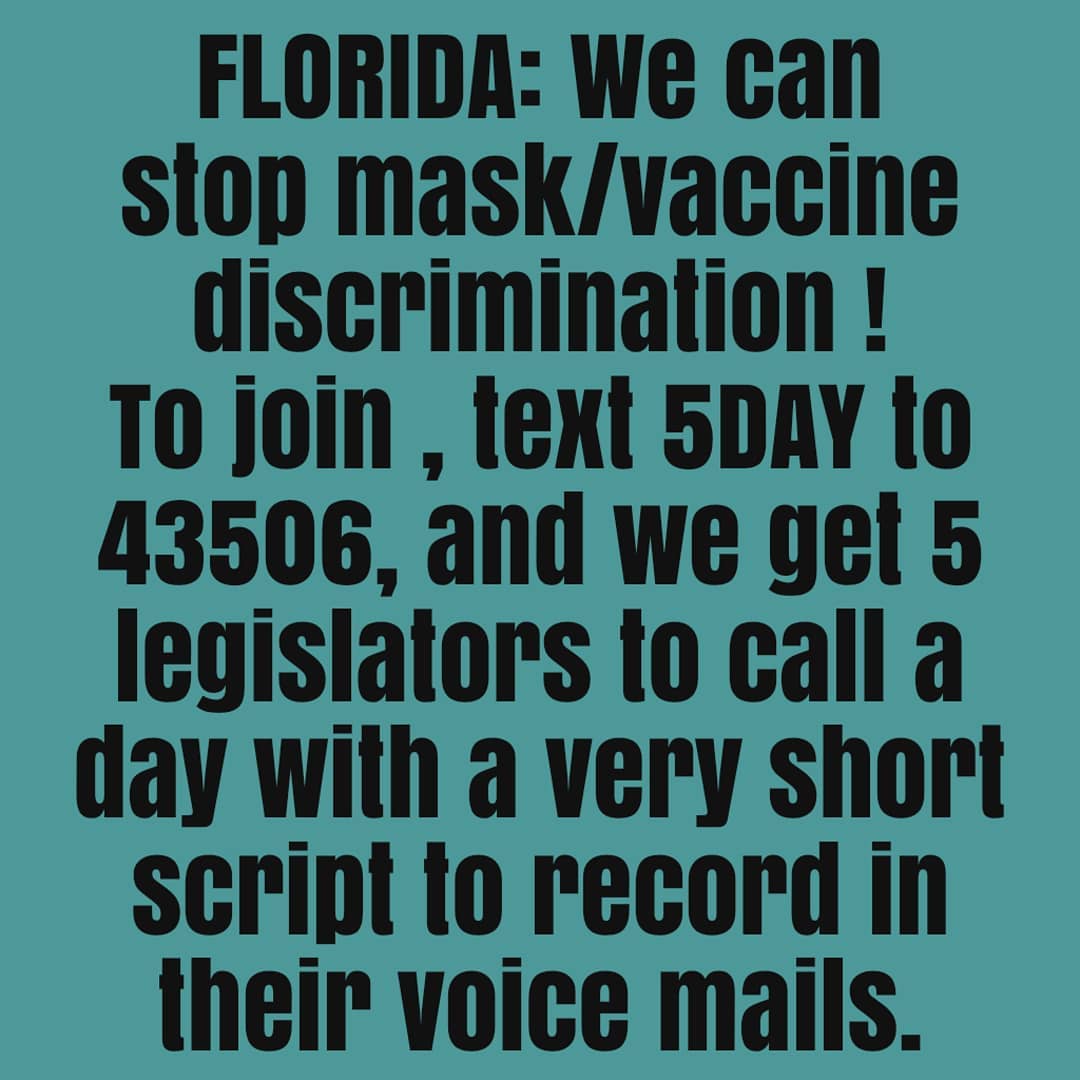 FLORIDA: We can
stop mask/vaccine
discrimination !
To join , text 5DAY to
43506, and we get 5
legislators to call a
day with a very short
script to record in
their voice mails.